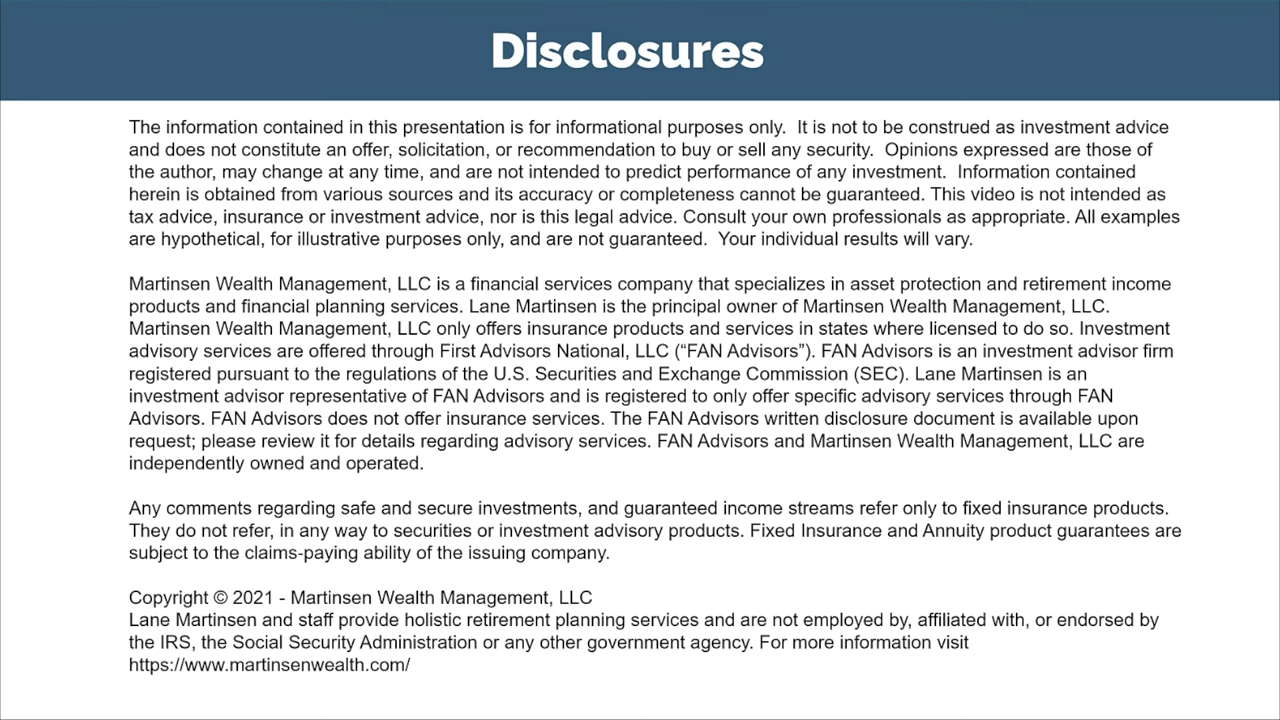 Disclosures
The information contained in this presentation is for informational purposes only.  It is not to be construed as investment advice
and does not constitute an offer, solicitation, or recommendation to buy or sell any security.  Opinions expressed are those of
the author, may change at any time, and are not intended to predict performance of any investment.  Information contained
herein is obtained from various sources and its accuracy or completeness cannot be guaranteed. This video is not intended as
tax advice, insurance or investment advice, nor is this legal advice. Consult your own professionals as appropriate. All examples
are hypothetical, for illustrative purposes only, and are not guaranteed.  Your individual results will vary.
Martinsen Wealth Management, LLC is a financial services company that specializes in asset protection and retirement income
products and financial planning services. Lane Martinsen is the principal owner of Martinsen Wealth Management, LLC.
Martinsen Wealth Management, LLC only offers insurance products and services in states where licensed to do so. Investment
advisory services are offered through First Advisors National, LLC (“FAN Advisors”). FAN Advisors is an investment advisor firm
registered pursuant to the regulations of the U.S. Securities and Exchange Commission (SEC). Lane Martinsen is an
investment advisor representative of FAN Advisors and is registered to only offer specific advisory services through FAN
Advisors. FAN Advisors does not offer insurance services. The FAN Advisors written disclosure document is available upon
request; please review it for details regarding advisory services. FAN Advisors and Martinsen Wealth Management, LLC are
independently owned and operated.
Any comments regarding safe and secure investments, and guaranteed income streams refer only to fixed insurance products.
They do not refer, in any way to securities or investment advisory products. Fixed Insurance and Annuity product guarantees are
subject to the claims-paying ability of the issuing company.
Copyright © 2021 - Martinsen Wealth Management, LLC
Lane Martinsen and staff provide holistic retirement planning services and are not employed by, affiliated with, or endorsed by
the IRS, the Social Security Administration or any other government agency. For more information visit
https://www.martinsenwealth.com/